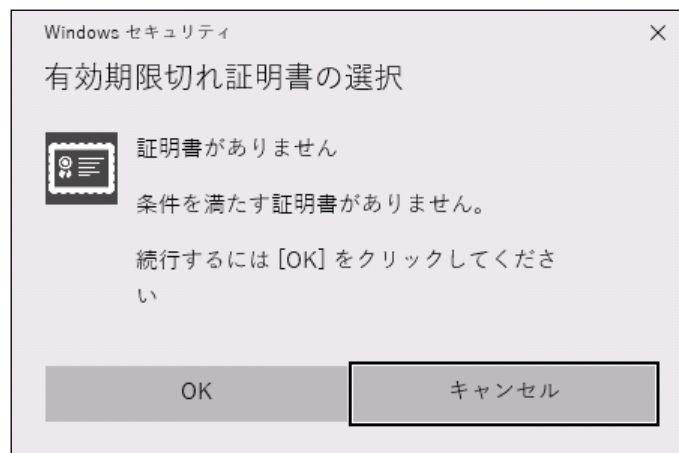 Windows セキュリティ
有効期限切れ証明書の選択
証明書がありません
条件を満たす証明書がありません。
続行するには [OK] をクリックしてくださ
い
OK
キャンセル